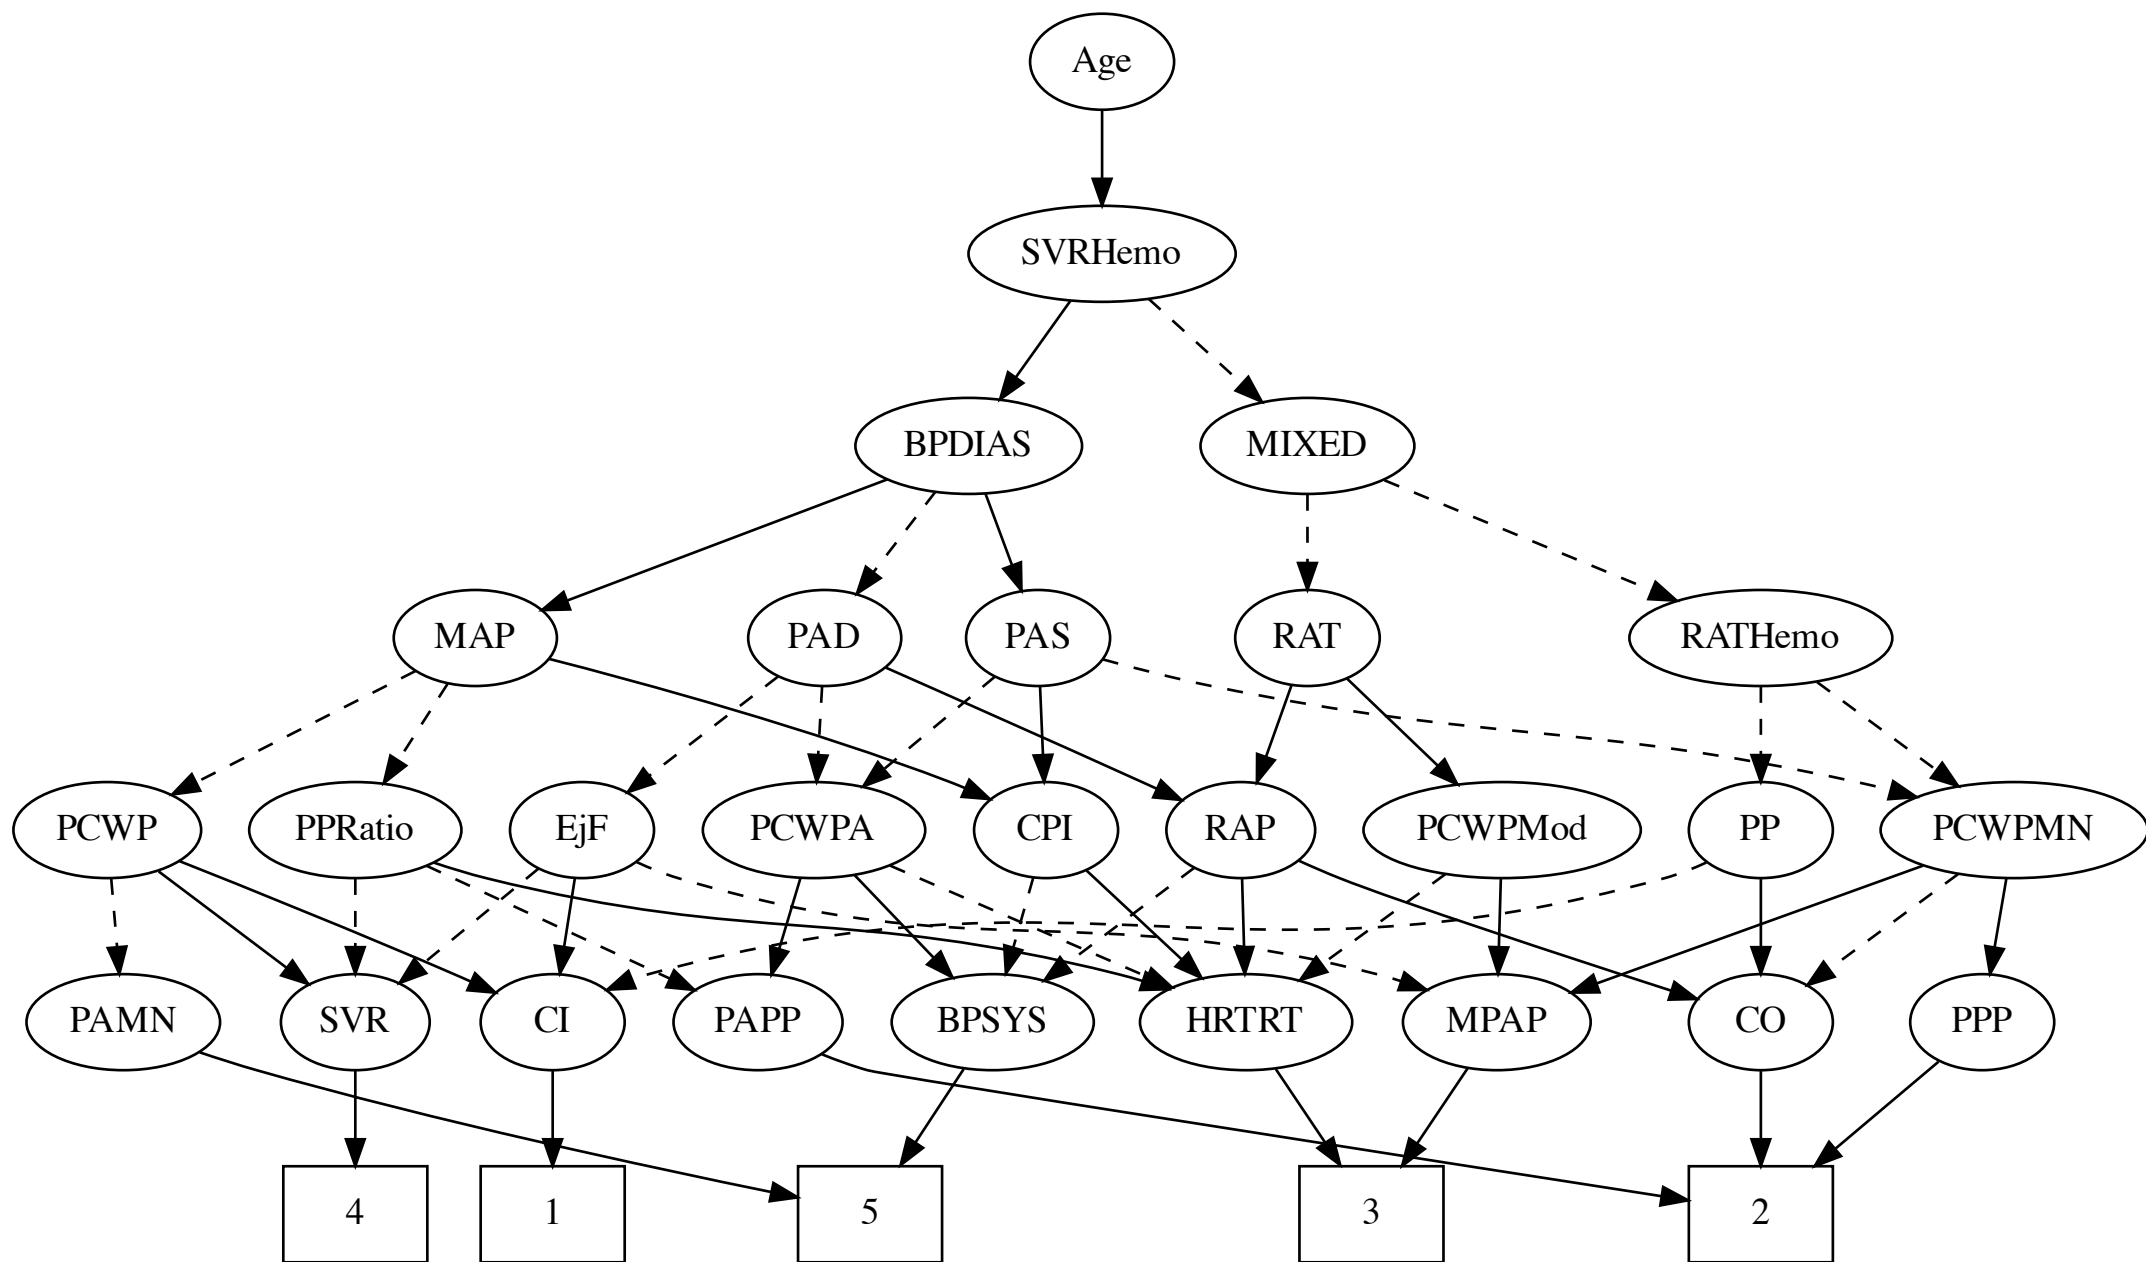 Age
SVRHemo
BPDIAS
MIXED
MAP
PAD
PAS
RAT
RATHemo
PCWP
PPRatio
EjF
PCWPA
CPI
RAP
PCWPMod
PP
PCWPMN
PAMN
SVR
CI
PAPP
BPSYS
HRTRT
MPAP
CO
PPP
4
1
5
3
2